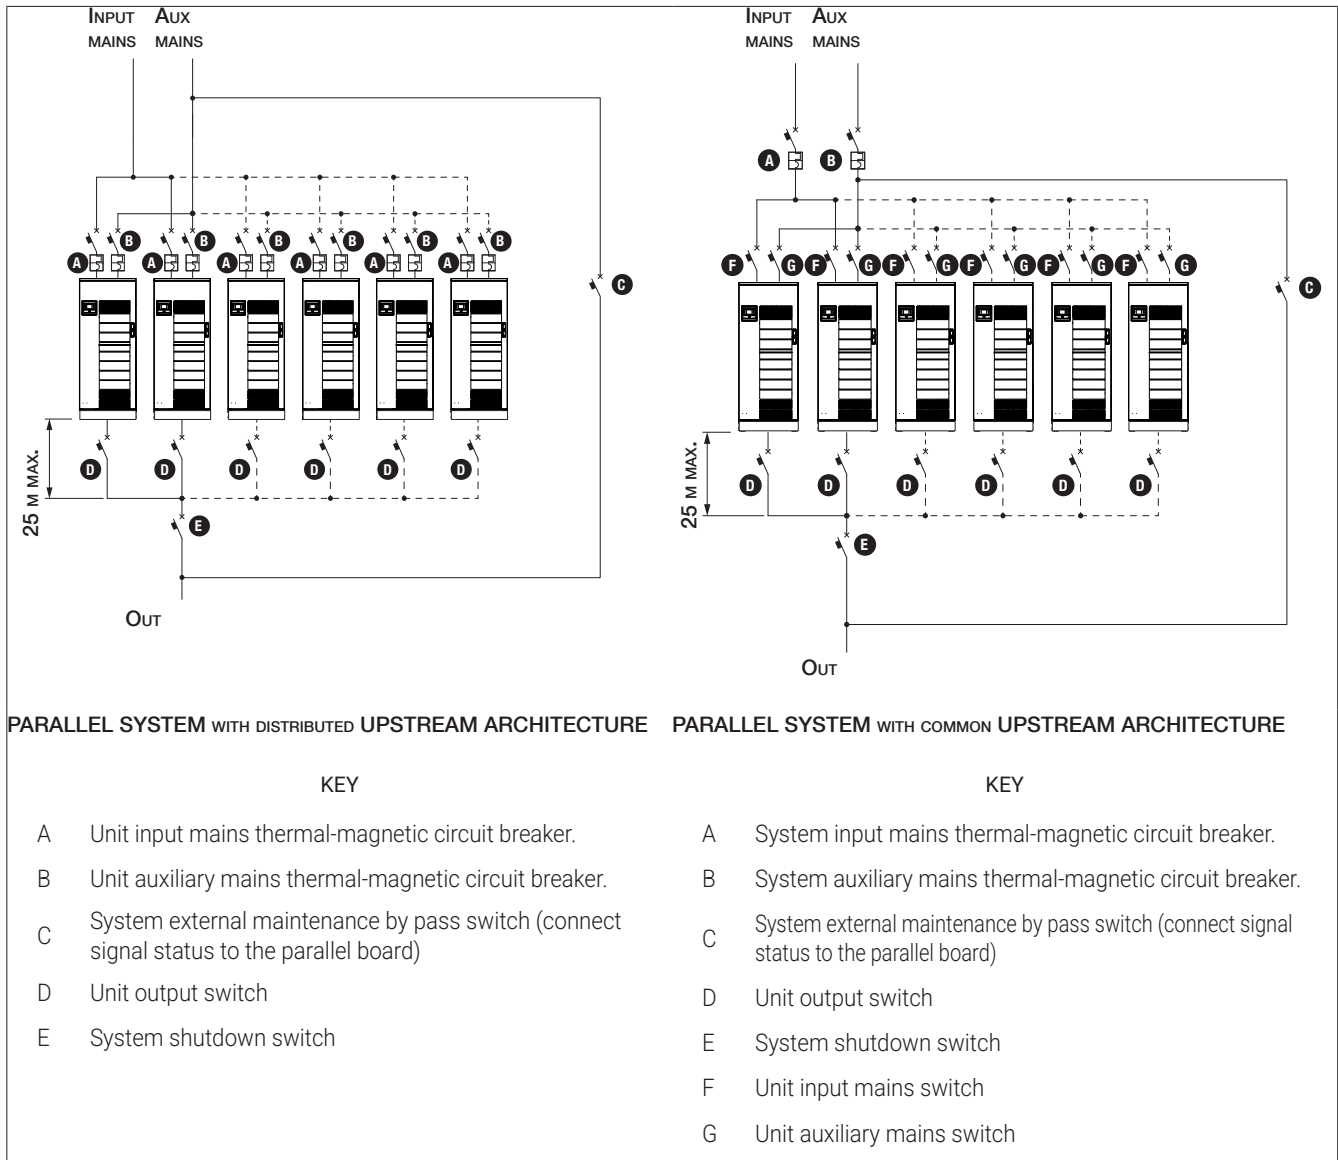 INPUT AUX
MAINS MAINS
A B A B A B A B A B A B
C
25 M MAX.
D D D D D D
E
OUT
INPUT AUX
MAINS MAINS
A B
F G F G F G F G F G F G
C
25 M MAX.
D D D D D D
E
OUT
PARALLEL SYSTEM WITH DISTRIBUTED UPSTREAM ARCHITECTURE
KEY
A Unit input mains thermal-magnetic circuit breaker.
B Unit auxiliary mains thermal-magnetic circuit breaker.
C System external maintenance by pass switch (connect
signal status to the parallel board)
D Unit output switch
E System shutdown switch
PARALLEL SYSTEM WITH COMMON UPSTREAM ARCHITECTURE
KEY
A System input mains thermal-magnetic circuit breaker.
B System auxiliary mains thermal-magnetic circuit breaker.
C System external maintenance by pass switch (connect signal
status to the parallel board)
D Unit output switch
E System shutdown switch
F Unit input mains switch
G Unit auxiliary mains switch